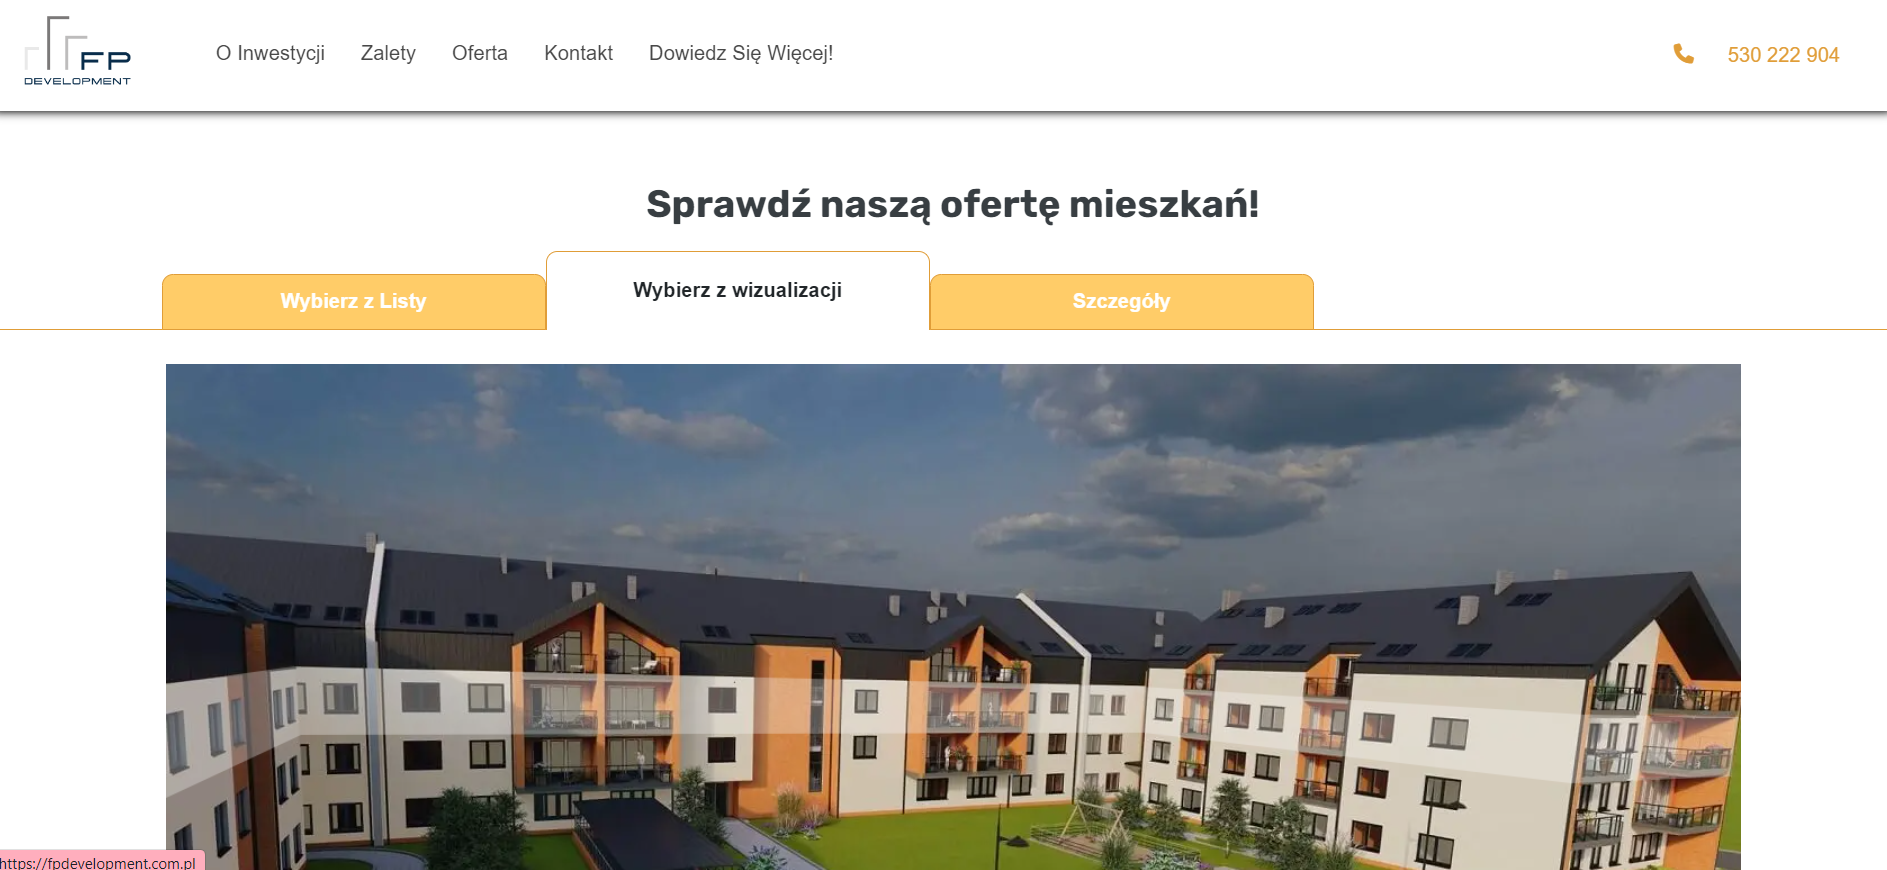 FP
DEVELOPMENT
O Inwestycji Zalety Oferta Kontakt Dowiedz Się Więcej!
530 222 904
Sprawdź naszą ofertę mieszkań!
Wybierz z Listy
Wybierz z wizualizacji
Szczegóły
https://fpdevelopment.com.pl